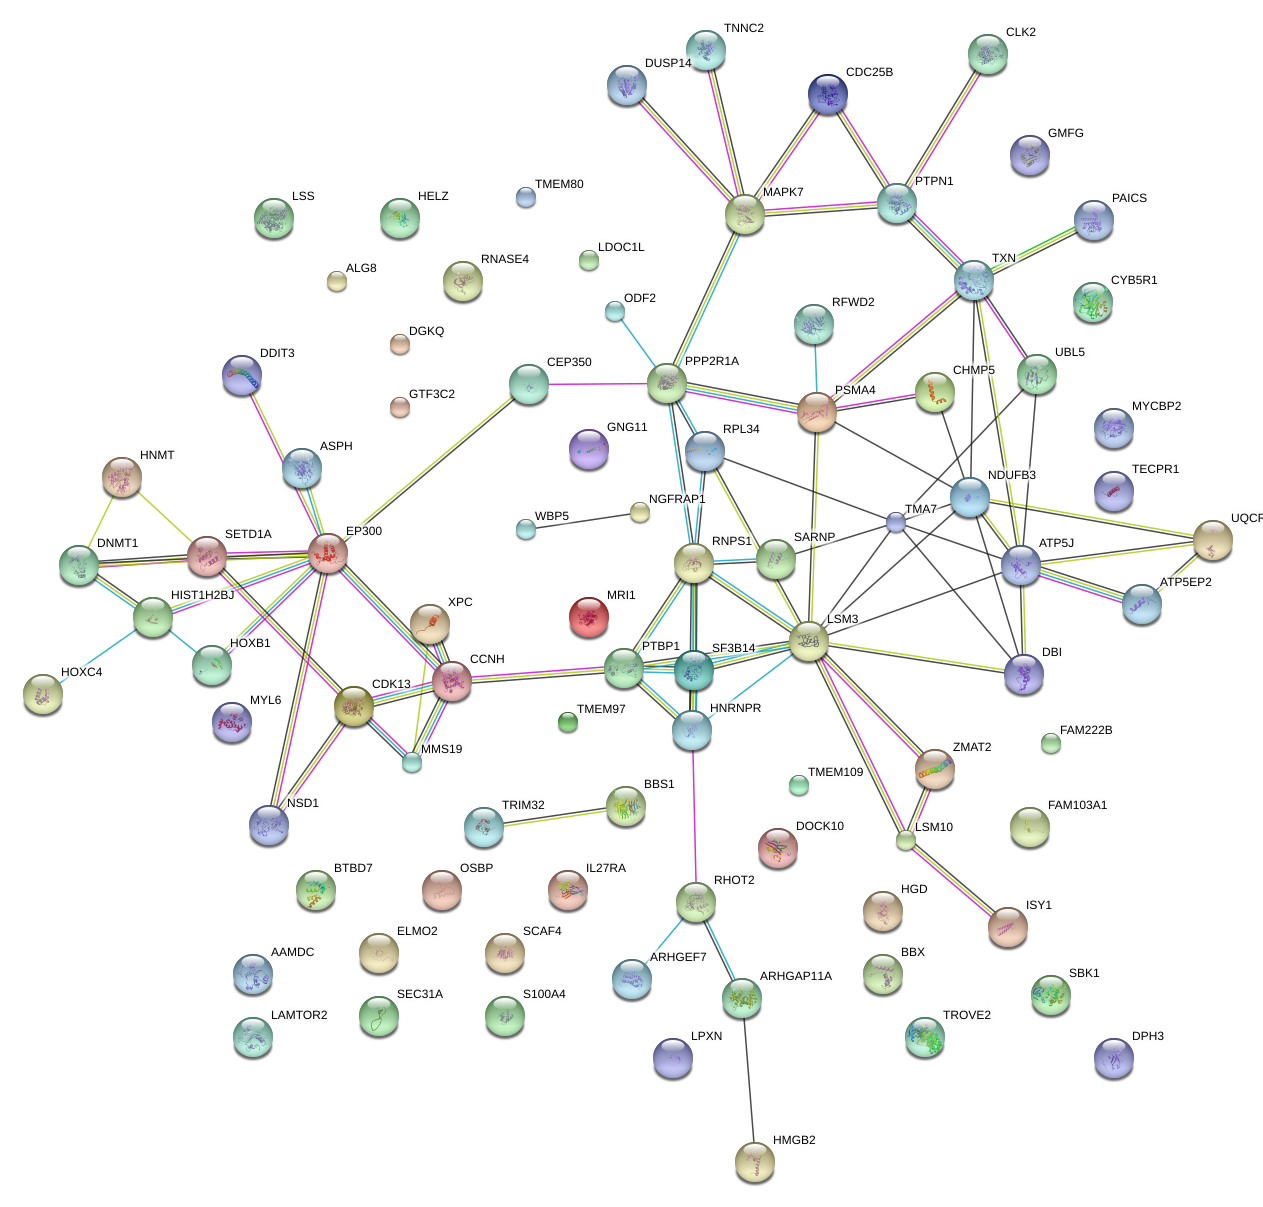 TNNC2
CLK2
DUSP14
CDC25B
GMFG
PTPN1
TMEM80
MAPK7
LSS
HELZ
PAICS
LDOC1L
TXN
RNASE4
ALG8
CYB5R1
ODF2
RFWD2
DGKQ
DDIT3
CEP350
PPP2R1A
UBL5
CHMP5
PSMA4
GTF3C2
MYCBP2
GNG11
RPL34
ASPH
HNMT
TECPR1
NDUFB3
NGFRAP1
TMA7
WBP5
UQCR
EP300
SETD1A
SARNP
RNPS1
ATP5J
DNMT1
ATP5EP2
HIST1H2BJ
MRI1
XPC
LSM3
HOXB1
PTBP1
SF3B14
DBI
CCNH
HOXC4
CDK13
MYL6
TMEM97
HNRNPR
FAM222B
MMS19
ZMAT2
TMEM109
BBS1
NSD1
TRIM32
FAM103A1
DOCK10
LSM10
BTBD7
OSBP
IL27RA
RHOT2
HGD
ISY1
ELMO2
SCAF4
AAMDC
ARHGEF7
BBX
ARHGAP11A
SBK1
SEC31A
S100A4
LAMTOR2
TROVE2
LPXN
DPH3
HMGB2